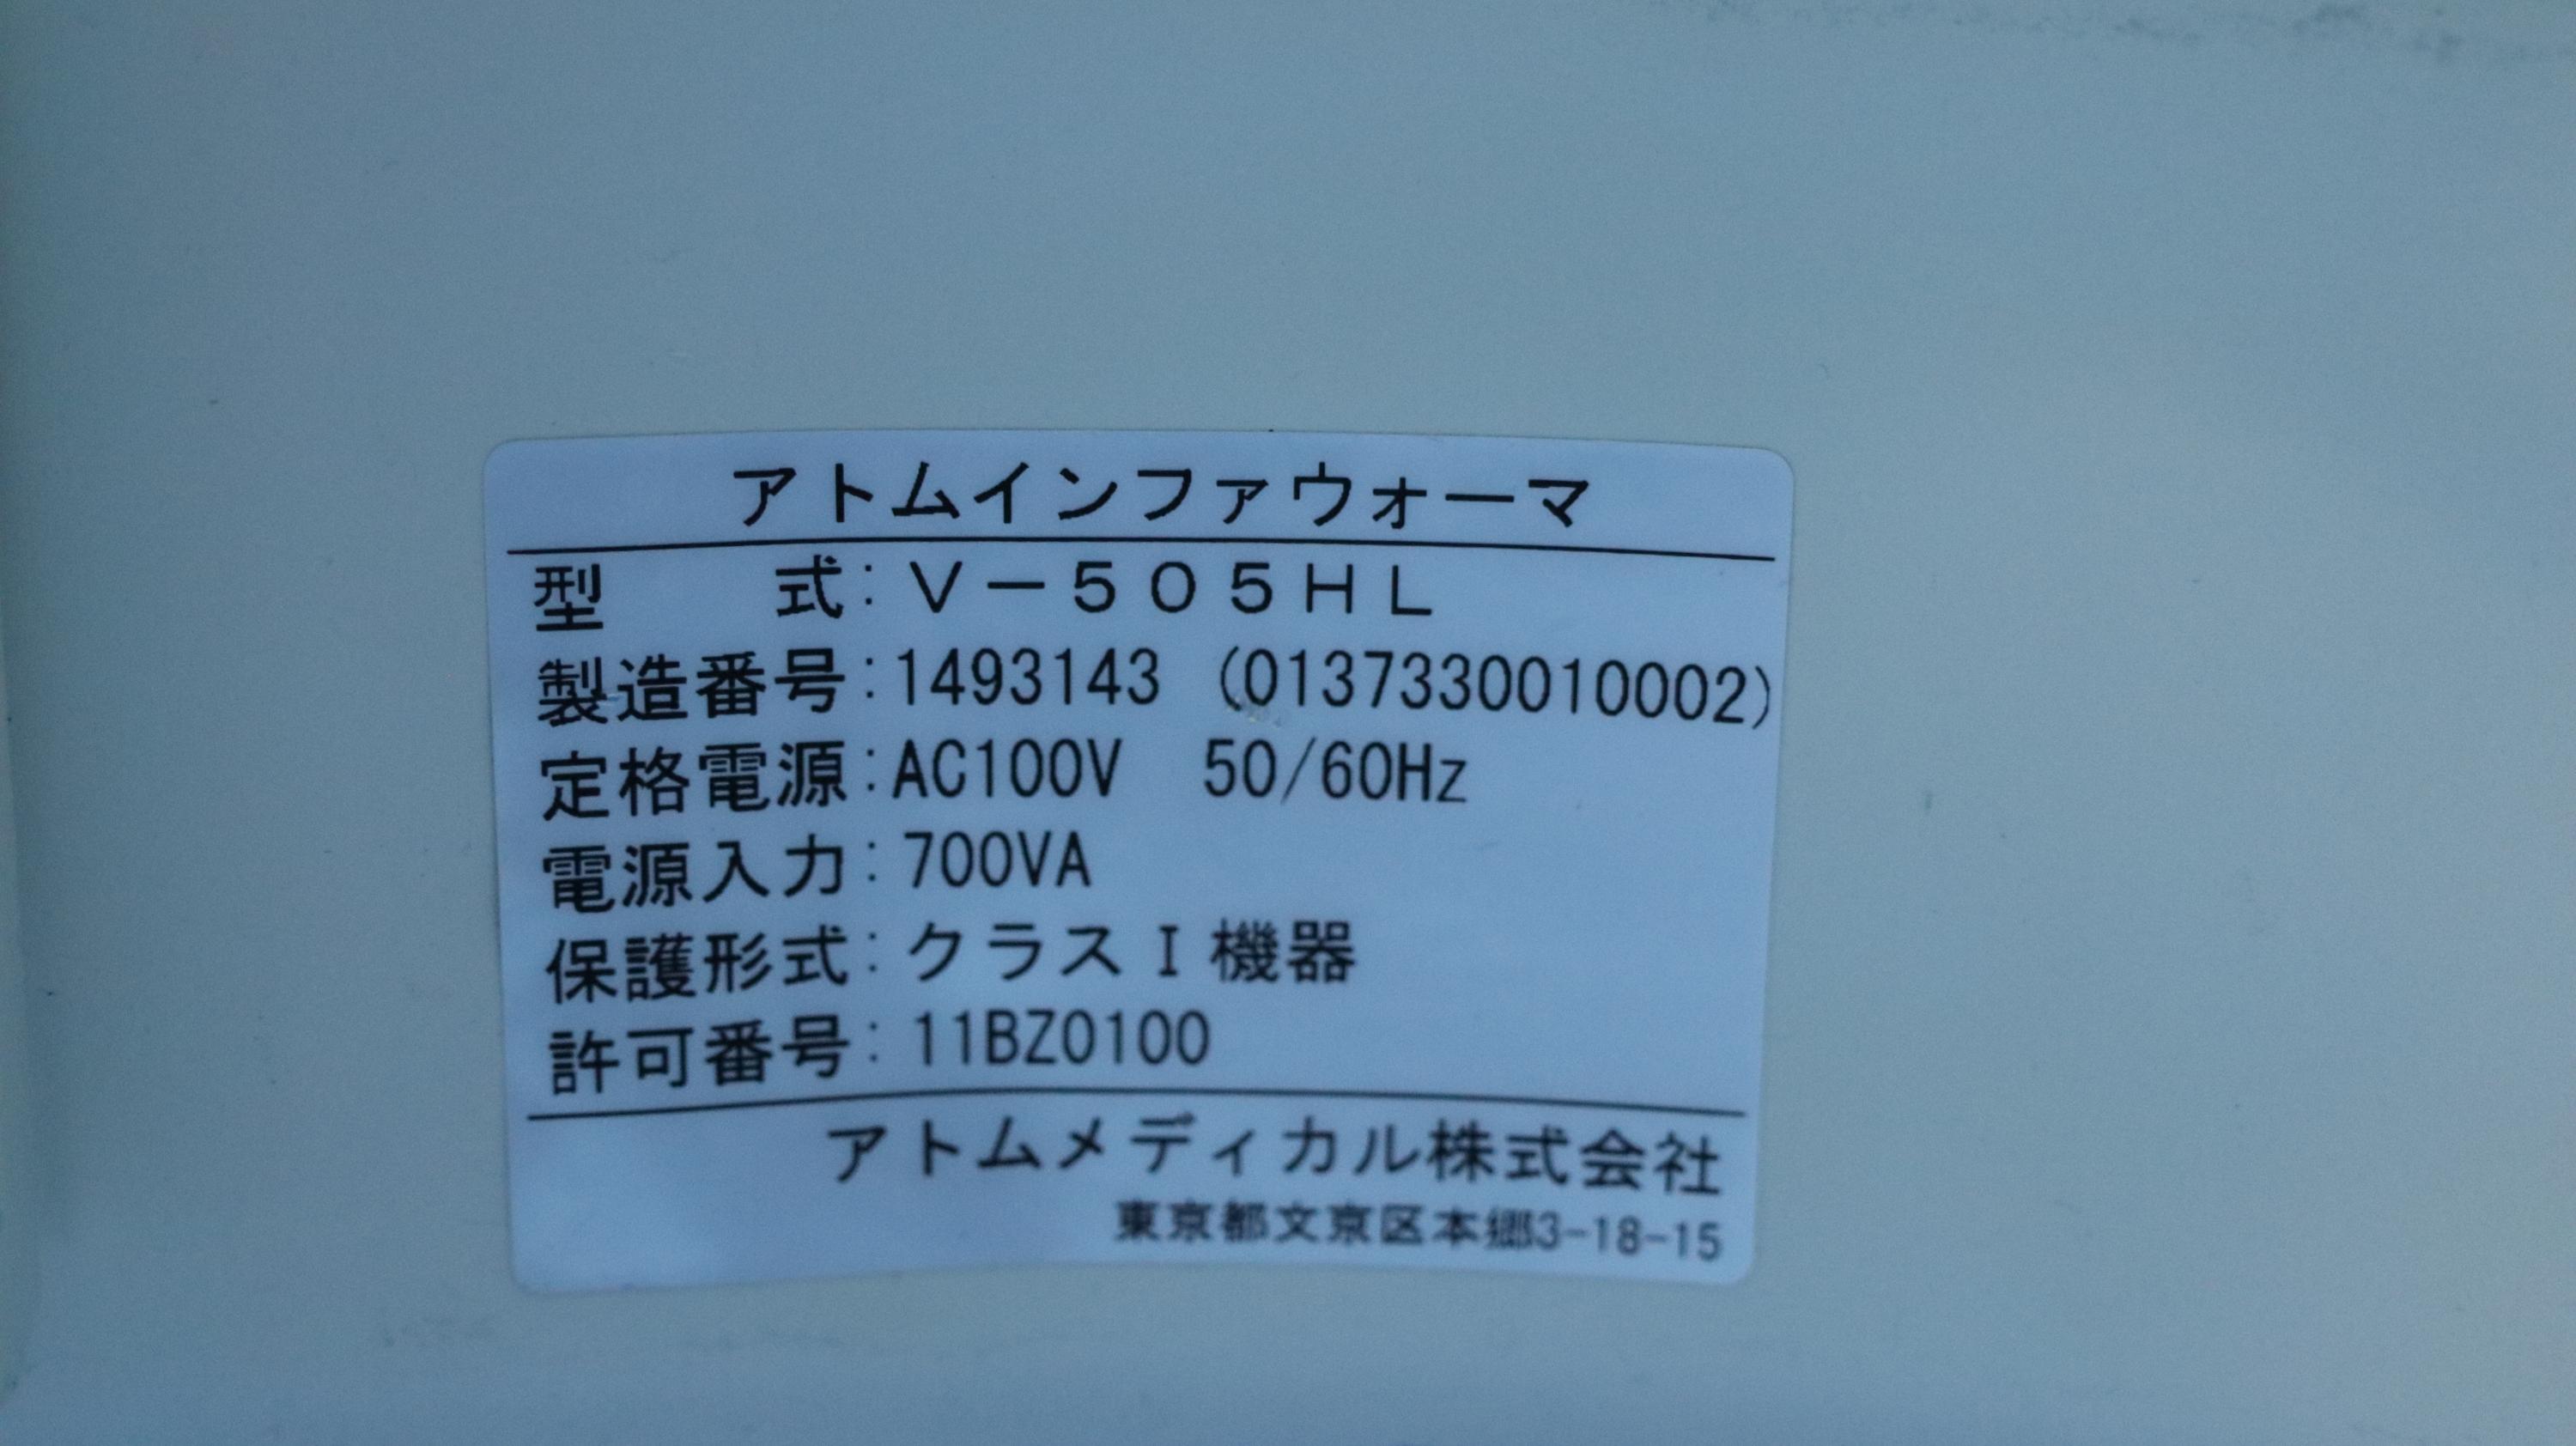 アトムインファウォーマ
型　　式：Ｖ－５０５ＨＬ
製造番号：1493143 (0137330010002)
定格電源：AC100V　50/60Hz
電源入力：700VA
保護形式：クラスⅠ機器
許可番号：11BZ0100
アトムメディカル株式会社
東京都文京区本郷3-18-15